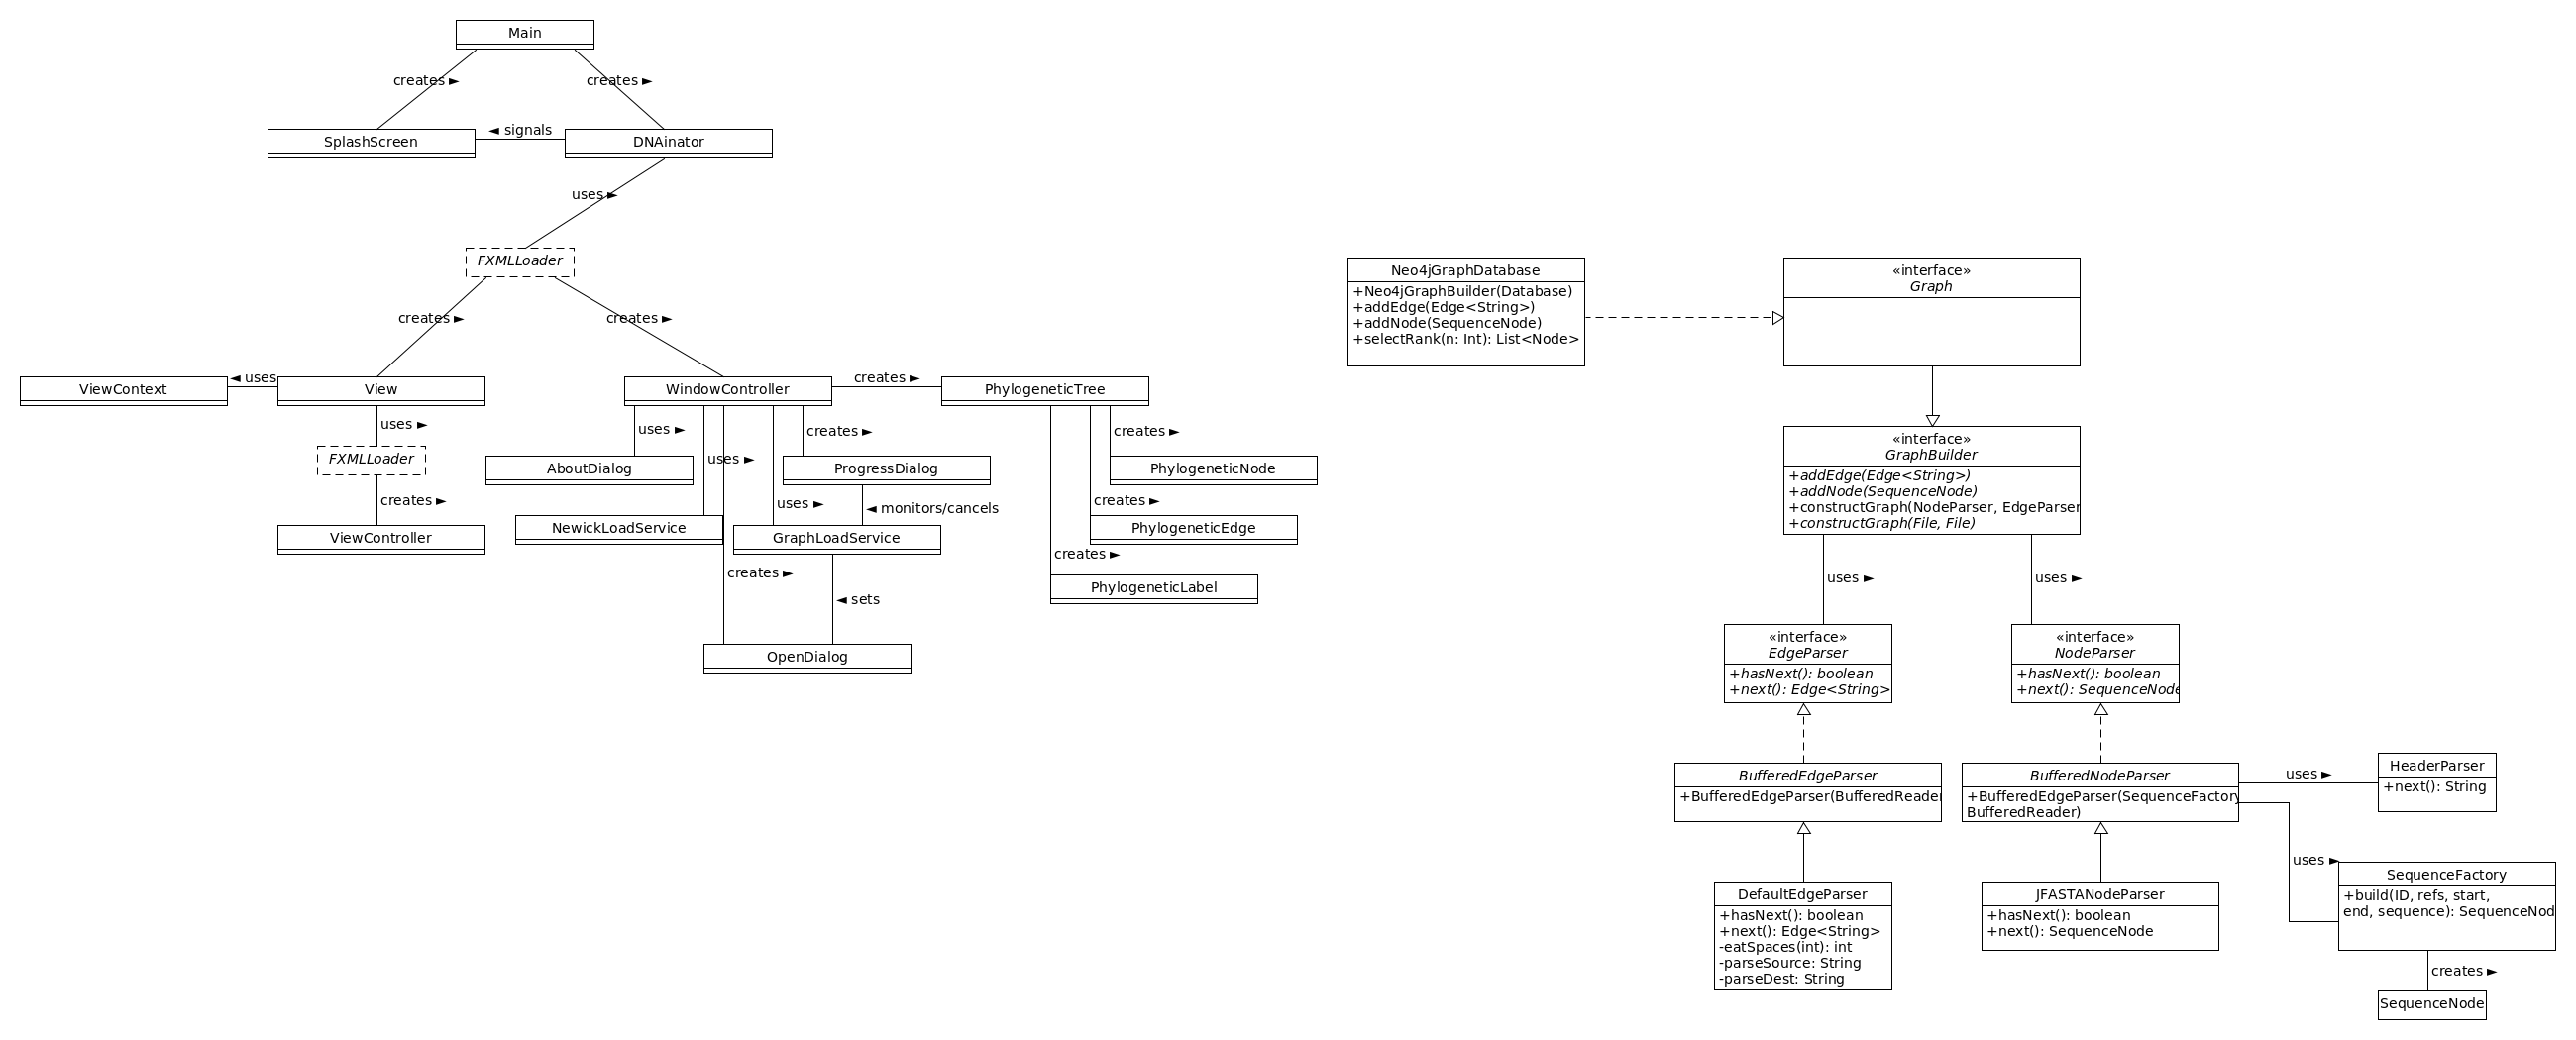 Main
creates ►
creates ►
SplashScreen
◄ signals
DNAinator
uses ►
FXMLLoader
creates ►
creates ►
ViewContext
◄ uses
View
uses ►
FXMLLoader
creates ►
ViewController
WindowController
creates ►
PhylogeneticTree
uses ►
AboutDialog
uses ►
NewickLoadService
creates ►
ProgressDialog
uses ►
◄ monitors/cancels
GraphLoadService
creates ►
◄ sets
OpenDialog
creates ►
PhylogeneticNode
creates ►
PhylogeneticEdge
creates ►
PhylogeneticLabel
Neo4jGraphDatabase
+Neo4jGraphBuilder(Database)
+addEdge(Edge<String>)
+addNode(SequenceNode)
+selectRank(n: Int): List<Node>
«interface»
Graph
«interface»
GraphBuilder
+addEdge(Edge<String>)
+addNode(SequenceNode)
+constructGraph(NodeParser, EdgeParser
+constructGraph(File, File)
uses ►
uses ►
«interface»
EdgeParser
+hasNext(): boolean
+next(): Edge<String>
«interface»
NodeParser
+hasNext(): boolean
+next(): SequenceNode
BufferedEdgeParser
+BufferedEdgeParser(BufferedReader
BufferedNodeParser
+BufferedEdgeParser(SequenceFactory
BufferedReader)
uses ►
HeaderParser
+next(): String
DefaultEdgeParser
+hasNext(): boolean
+next(): Edge<String>
-eatSpaces(int): int
-parseSource: String
-parseDest: String
JFASTANodeParser
+hasNext(): boolean
+next(): SequenceNode
uses ►
SequenceFactory
+build(ID, refs, start,
end, sequence): SequenceNod
creates ►
SequenceNode